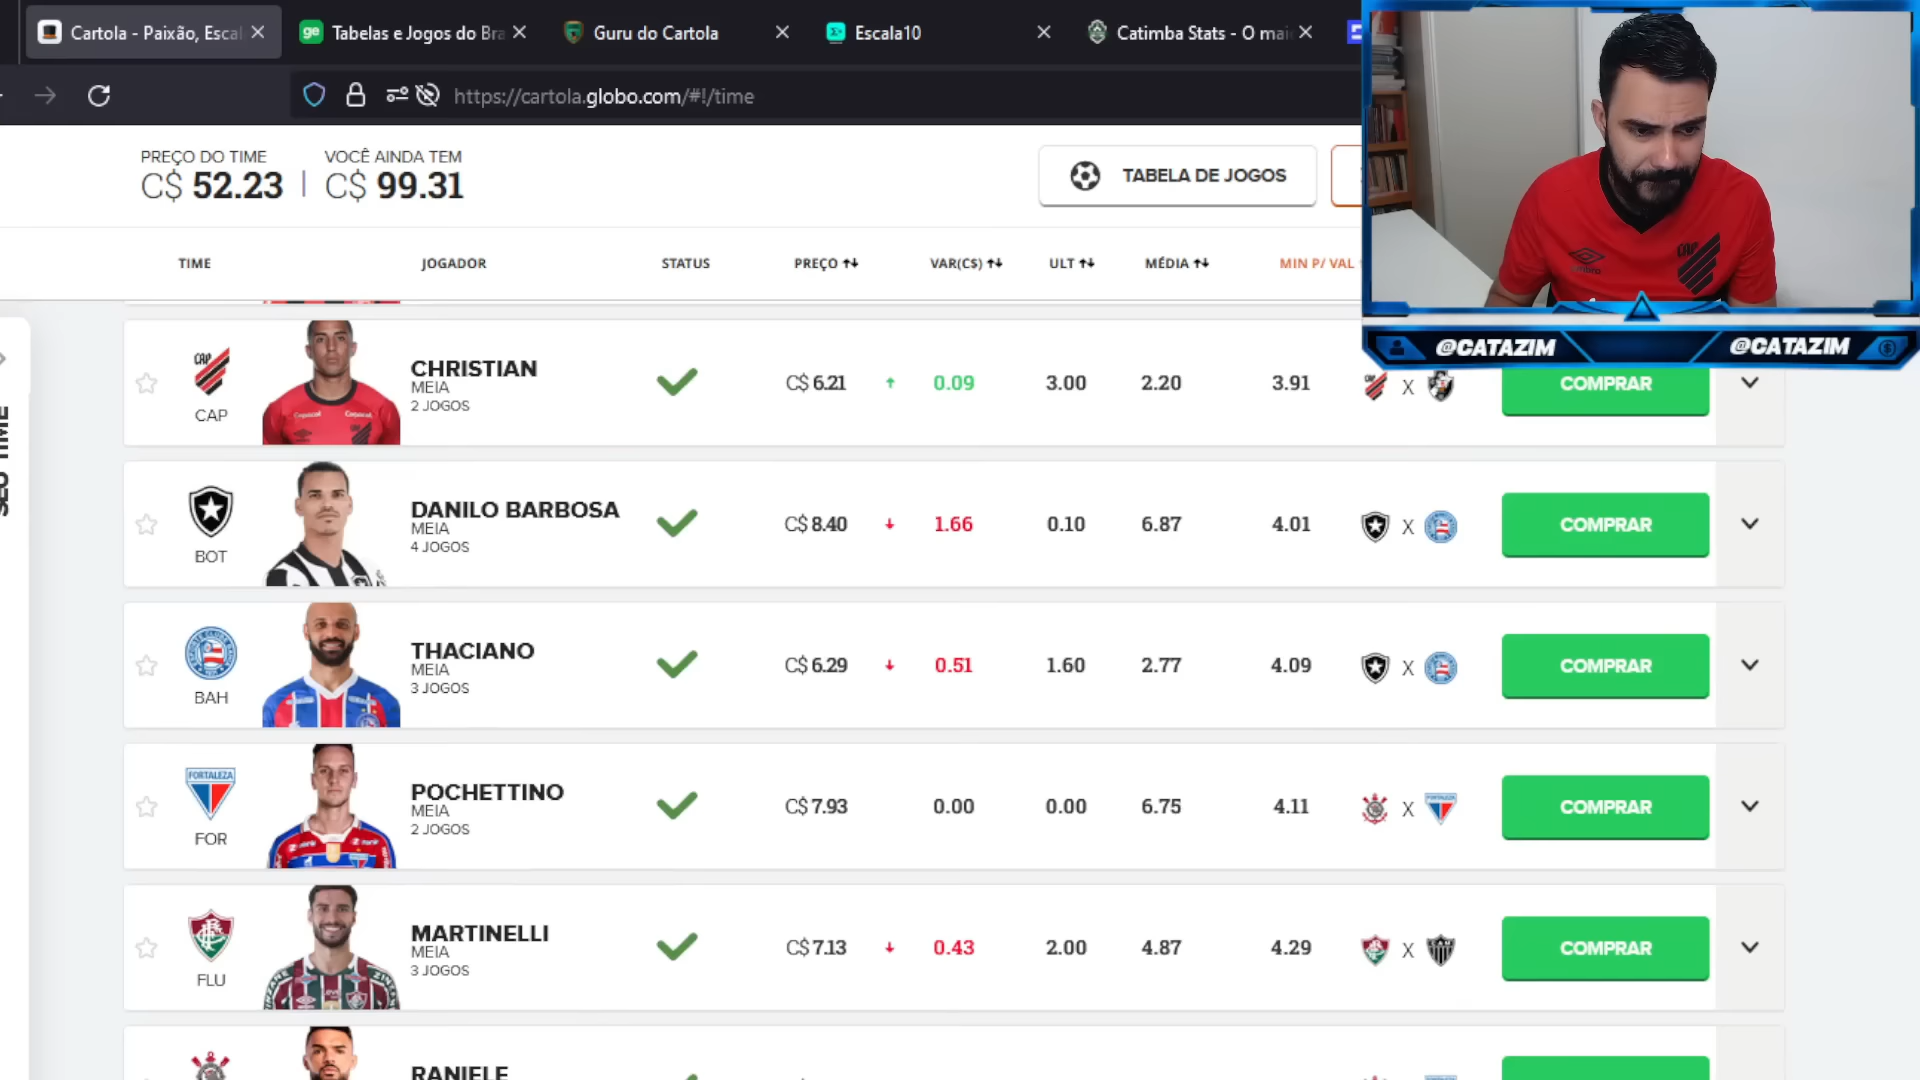 Cartola - Paixão, Escal
Tabelas e Jogos do Bra
Guru do Cartola
Escala10
Catimba Stats - O mai
https://cartola.globo.com/#!/time
PREÇO DO TIME
C$ 52.23
VOCÊ AINDA TEM
C$ 99.31
TABELA DE JOGOS
TIME JOGADOR STATUS PREÇO VAR(C$) ULT MÉDIA MIN P/ VAL
@CATAZIM @CATAZIM
SEU TIME
CAP
CHRISTIAN
MEIA
2 JOGOS
C$ 6.21 0.09 3.00 2.20 3.91 X COMPRAR
BOT
DANILO BARBOSA
MEIA
4 JOGOS
C$ 8.40 1.66 0.10 6.87 4.01 X COMPRAR
BAH
THACIANO
MEIA
3 JOGOS
C$ 6.29 0.51 1.60 2.77 4.09 X COMPRAR
FORTALEZA
FOR
POCHETTINO
MEIA
2 JOGOS
C$ 7.93 0.00 0.00 6.75 4.11 X COMPRAR
FLU
MARTINELLI
MEIA
3 JOGOS
C$ 7.13 0.43 2.00 4.87 4.29 X COMPRAR
RANIELE